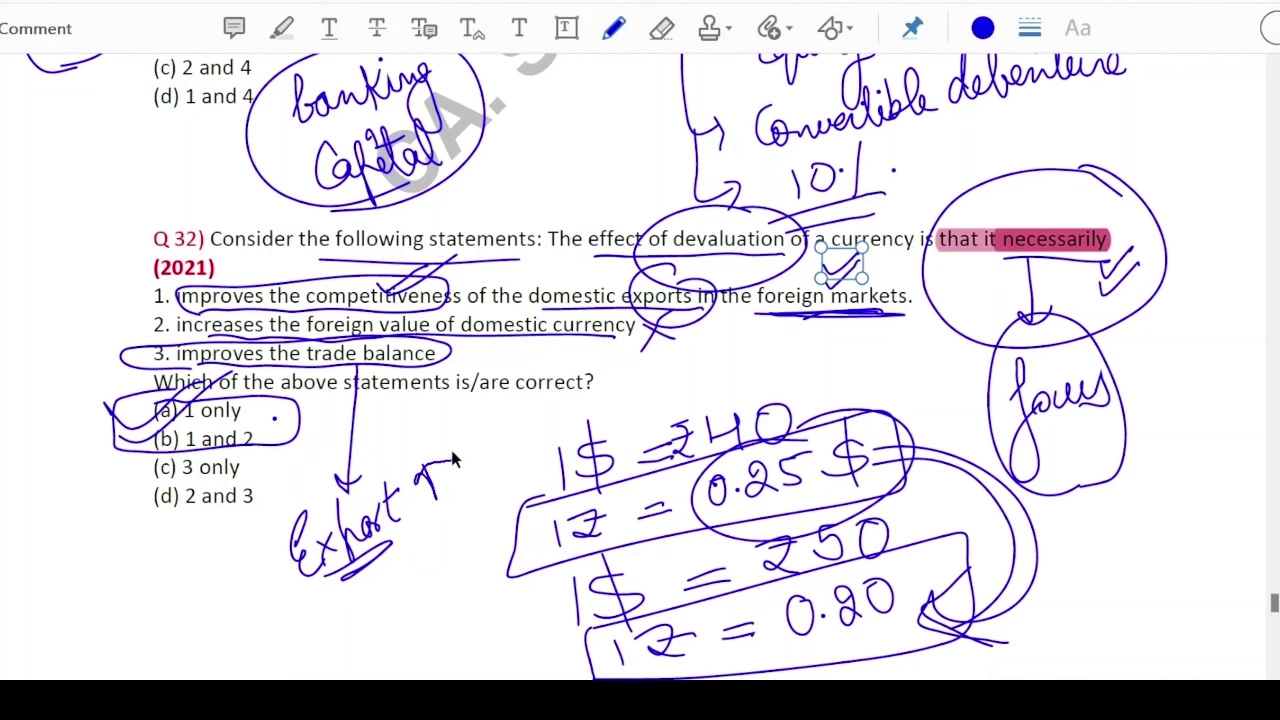 Comment
T T T T T Aa
(c) 2 and 4
(d) 1 and 4
banking
Capital
CA.
Convertible debenture
10%.
Q 32) Consider the following statements: The effect of devaluation of a currency is that it necessarily
(2021)
1. improves the competitiveness of the domestic exports in the foreign markets.
2. increases the foreign value of domestic currency
3. improves the trade balance
Which of the above statements is/are correct?
(a) 1 only
(b) 1 and 2
(c) 3 only
(d) 2 and 3
focus
Export ↑
1$ = ₹40
1₹ = 0.25 $
1$ = ₹50
1₹ = 0.20